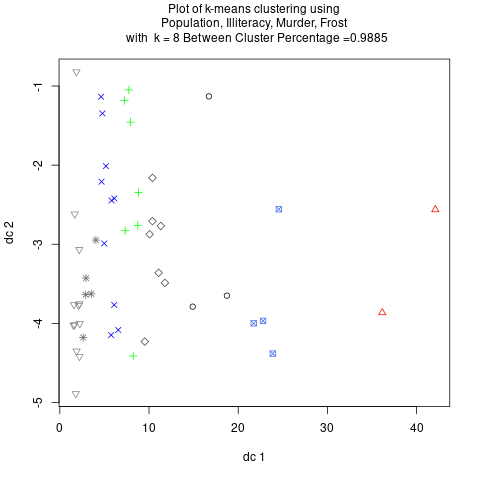 Plot of k-means clustering using
Population, Illiteracy, Murder, Frost
with k = 8 Between Cluster Percentage =0.9885
-1
-2
-3
-4
-5
dc 2
0 10 20 30 40
dc 1